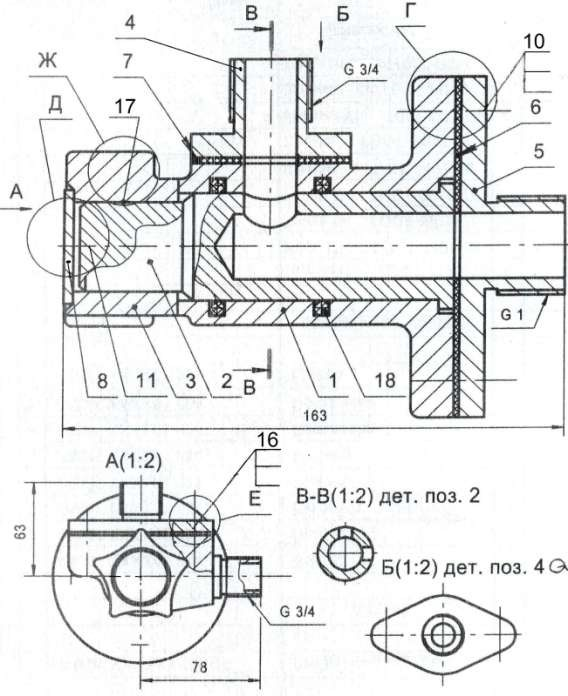 В Б Г
4
Ж 7 G 3/4 10
Д 17 6
А 5
G 1
8 11 3 2 В 1 18
163
А(1:2) 16
63 Е В-В(1:2) дет. поз. 2
Б(1:2) дет. поз. 4
G 3/4
78